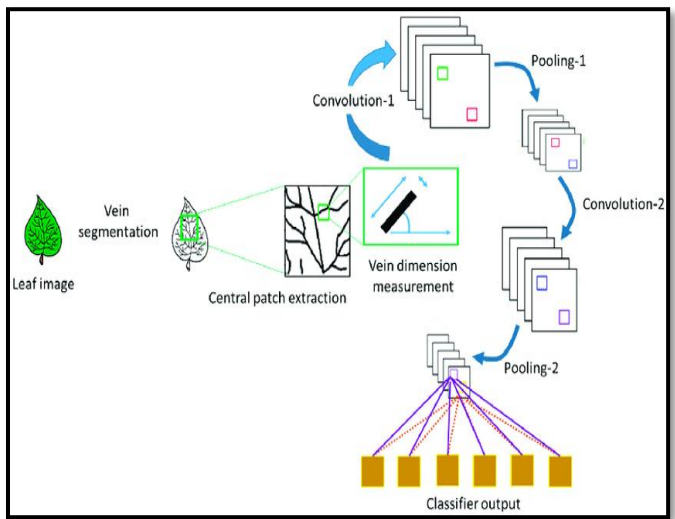 Leaf image
Vein
segmentation
Central patch extraction
Vein dimension
measurement
Convolution-1
Pooling-1
Convolution-2
Pooling-2
Classifier output